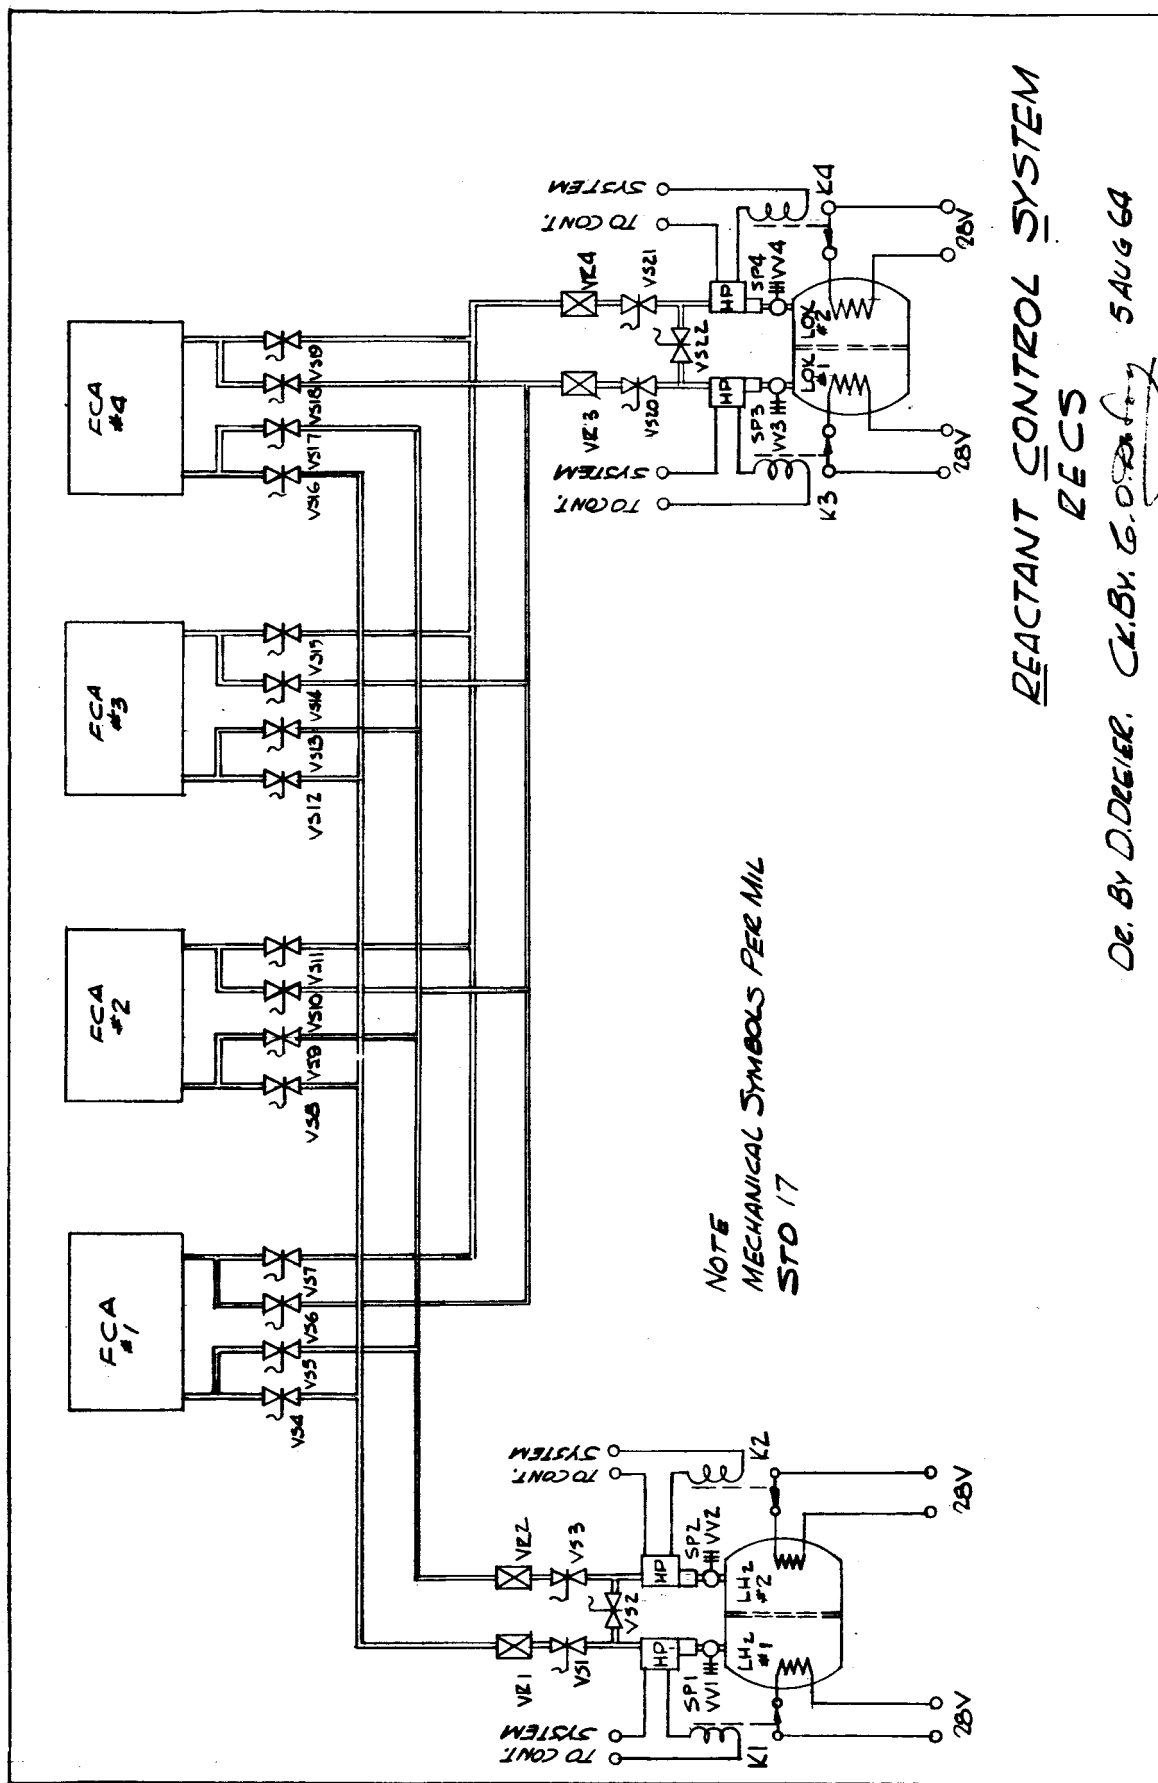 FCA
#1
FCA
#2
FCA
#3
FCA
#4
VS4
VS5
VS6
VS7
VS8
VS9
VS10
VS11
VS12
VS13
VS14
VS15
VS16
VS17
VS18
VS19
VR1
VR2
VS1
VS3
VS2
TO CONT.
SYSTEM
TO CONT.
SYSTEM
HP
HP
SP1
VV1
SP2
VV2
K1
K2
LH2
#1
LH2
#2
28V
28V
VR3
VR4
VS20
VS21
VS22
TO CONT.
SYSTEM
TO CONT.
SYSTEM
HP
HP
SP3
VV3
SP4
VV4
K3
K4
LOX
#1
LOX
#2
28V
28V
NOTE
MECHANICAL SYMBOLS PER MIL
STD 17
REACTANT CONTROL SYSTEM
RECS
DR. BY D.DREIER. CK.BY. G.O. 5 AUG 64